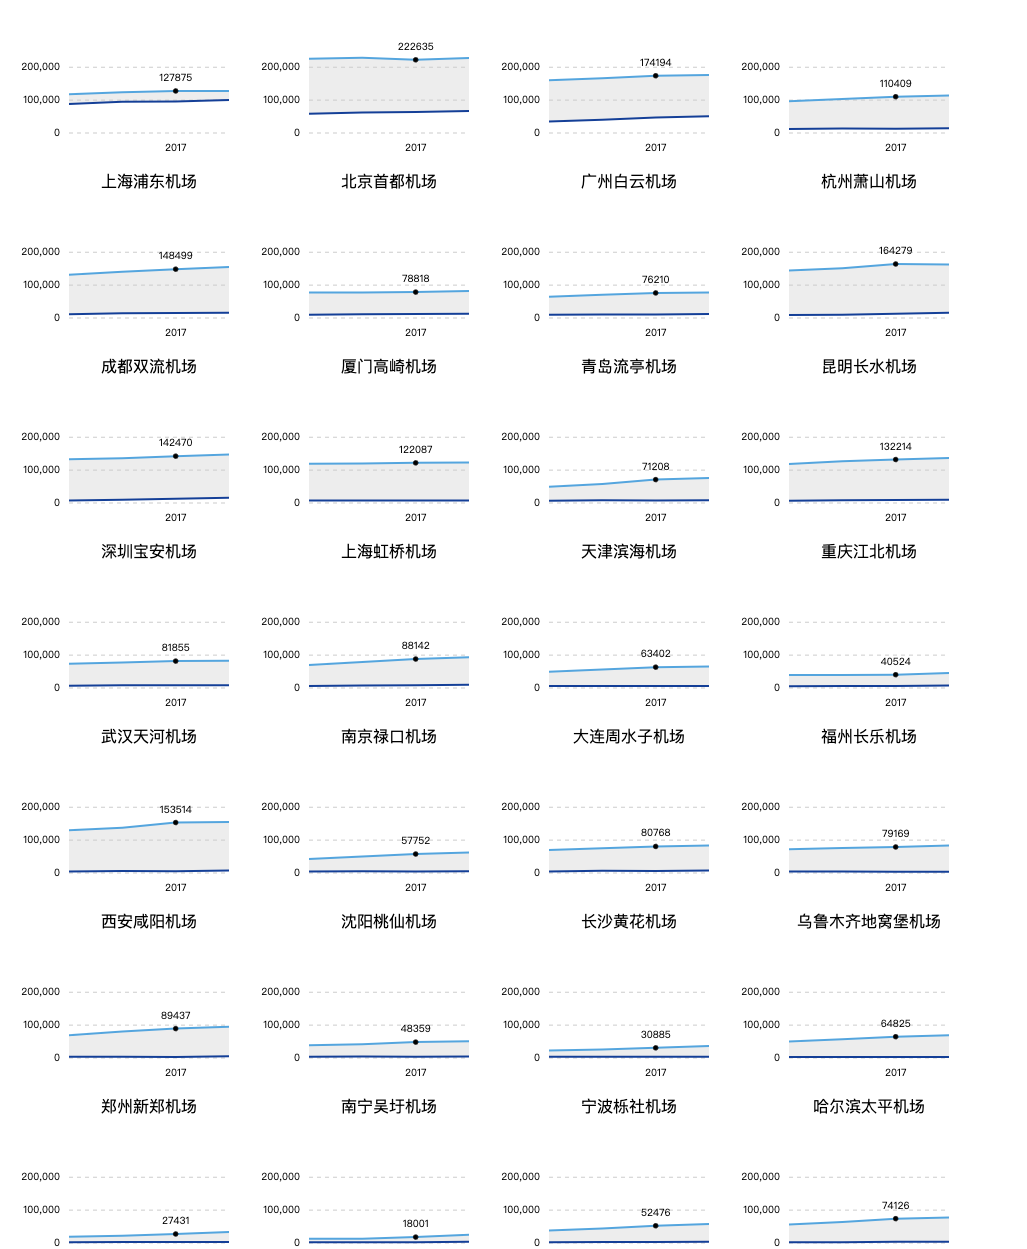 222635
127875
174194
110409
200,000 200,000 200,000 200,000
100,000 100,000 100,000 100,000
0 0 0 0
2017 2017 2017 2017
上海浦东机场 北京首都机场 广州白云机场 杭州萧山机场
148499 78818 76210 164279
200,000 200,000 200,000 200,000
100,000 100,000 100,000 100,000
0 0 0 0
2017 2017 2017 2017
成都双流机场 厦门高崎机场 青岛流亭机场 昆明长水机场
142470 122087 71208 132214
200,000 200,000 200,000 200,000
100,000 100,000 100,000 100,000
0 0 0 0
2017 2017 2017 2017
深圳宝安机场 上海虹桥机场 天津滨海机场 重庆江北机场
200,000 200,000 200,000 200,000
81855 88142 63402 40524
100,000 100,000 100,000 100,000
0 0 0 0
2017 2017 2017 2017
武汉天河机场 南京禄口机场 大连周水子机场 福州长乐机场
200,000 200,000 200,000 200,000
153514 57752 80768 79169
100,000 100,000 100,000 100,000
0 0 0 0
2017 2017 2017 2017
西安咸阳机场 沈阳桃仙机场 长沙黄花机场 乌鲁木齐地窝堡机场
200,000 200,000 200,000 200,000
89437 48359 30885 64825
100,000 100,000 100,000 100,000
0 0 0 0
2017 2017 2017 2017
郑州新郑机场 南宁吴圩机场 宁波栎社机场 哈尔滨太平机场
200,000 200,000 200,000 200,000
100,000 100,000 100,000 100,000
27431 18001 52476 74126
0 0 0 0